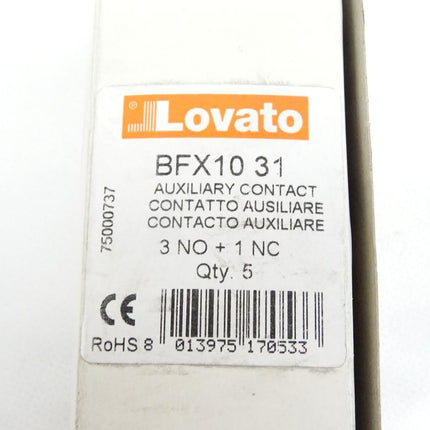 ® Lovato
BFX10 31
AUXILIARY CONTACT
CONTATTO AUSILIARE
CONTACTO AUXILIARE
3 NO + 1 NC
Qty. 5
75000737
CE
RoHS 8 013975 170533